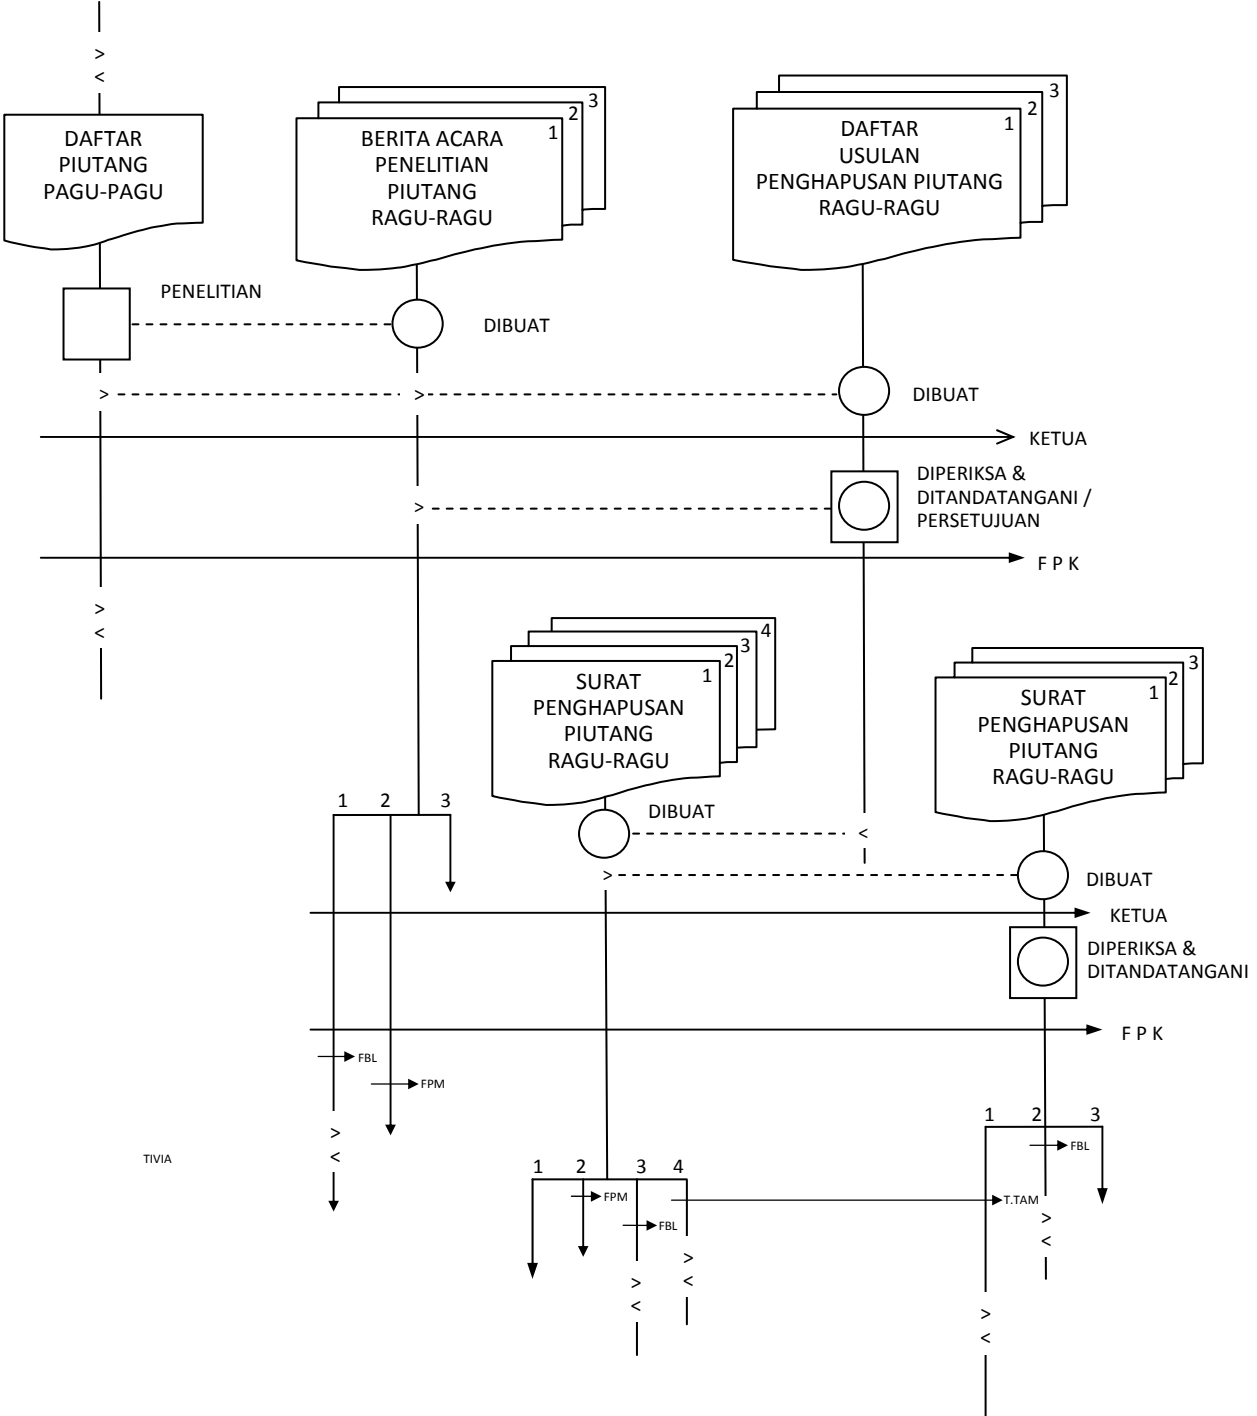 >
<
DAFTAR
PIUTANG
PAGU-PAGU
1
2
3
BERITA ACARA
PENELITIAN
PIUTANG
RAGU-RAGU
1
2
3
DAFTAR
USULAN
PENGHAPUSAN PIUTANG
RAGU-RAGU
PENELITIAN
DIBUAT
>
>
DIBUAT
KETUA
>
DIPERIKSA &
DITANDATANGANI /
PERSETUJUAN
F P K
>
<
1
2
3
4
SURAT
PENGHAPUSAN
PIUTANG
RAGU-RAGU
1
2
3
SURAT
PENGHAPUSAN
PIUTANG
RAGU-RAGU
1 2 3
DIBUAT
<
>
DIBUAT
KETUA
DIPERIKSA &
DITANDATANGANI
F P K
FBL
FPM
>
<
TIVIA
1 2 3 4
FPM
FBL
>
<
>
<
1 2 3
FBL
T.TAM
>
<
>
<